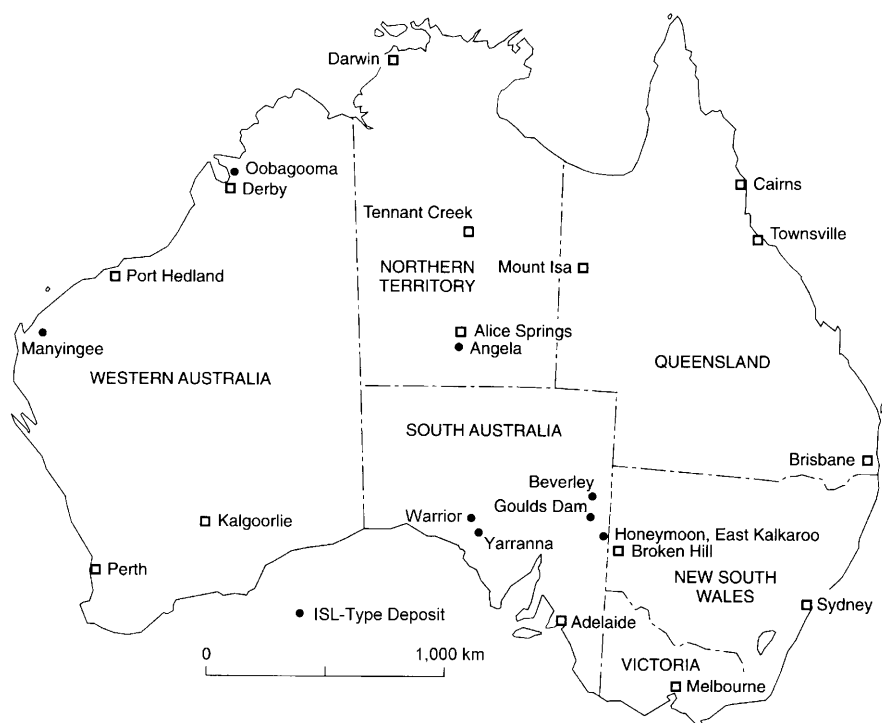 Darwin
Oobagooma
Derby
Cairns
Tennant Creek
Townsville
Port Hedland
NORTHERN
TERRITORY
Mount Isa
Manyingee
Alice Springs
Angela
WESTERN AUSTRALIA
QUEENSLAND
SOUTH AUSTRALIA
Brisbane
Beverley
Goulds Dam
Warrior
Kalgoorlie
Honeymoon, East Kalkaroo
Yarranna
Broken Hill
Perth
NEW SOUTH
WALES
ISL-Type Deposit
Sydney
Adelaide
0 1,000 km
VICTORIA
Melbourne